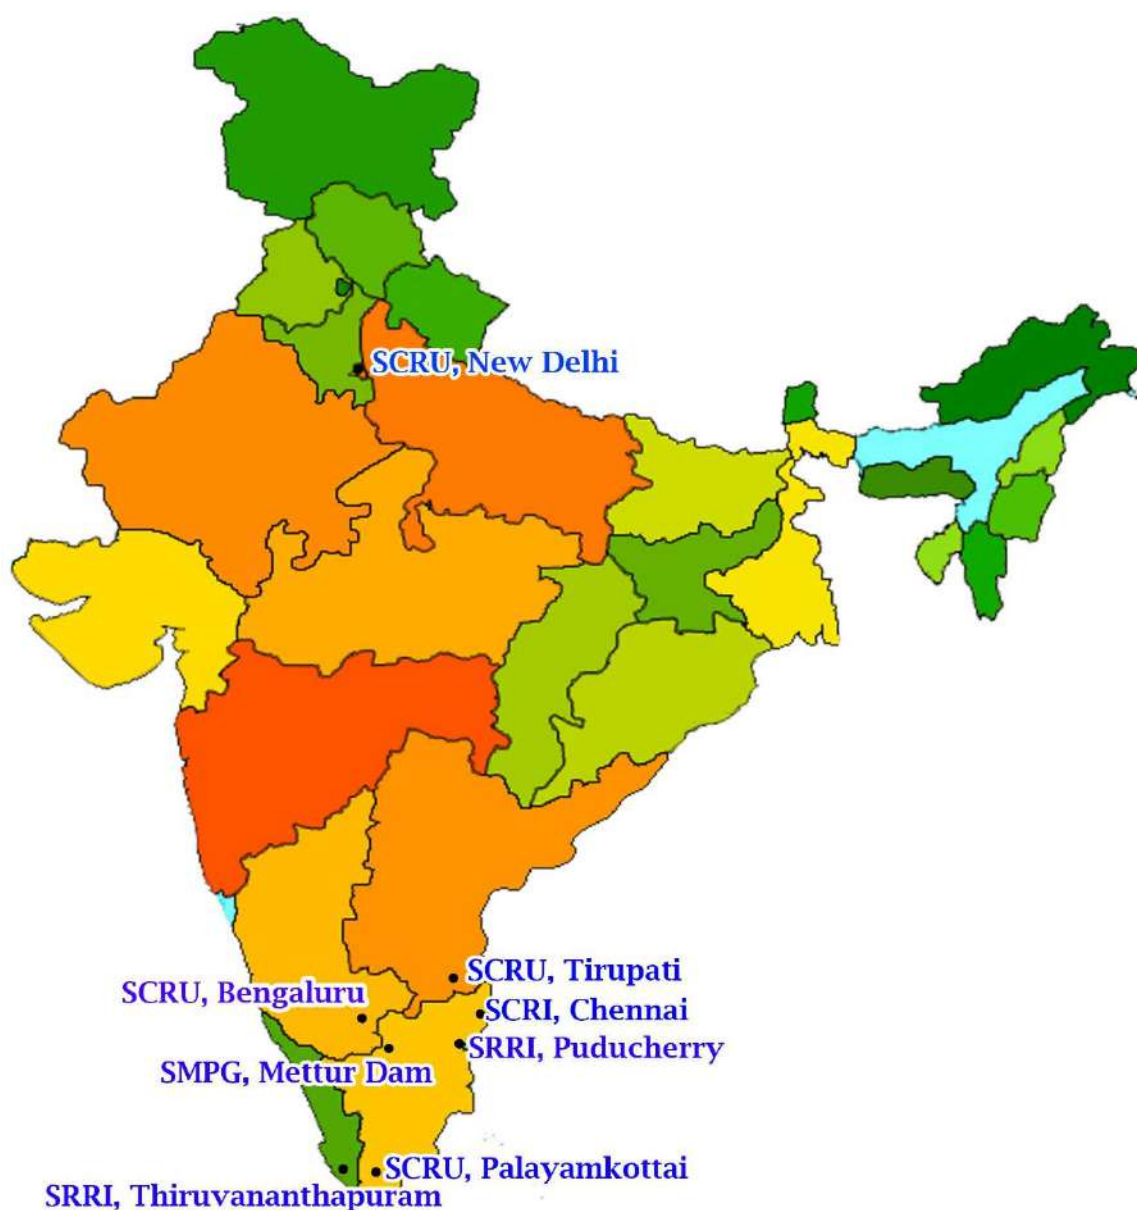 SCRU, New Delhi
SCRU, Tirupati
SCRU, Bengaluru
SCRI, Chennai
SRRI, Puducherry
SMPG, Mettur Dam
SCRU, Palayamkottai
SRRI, Thiruvananthapuram